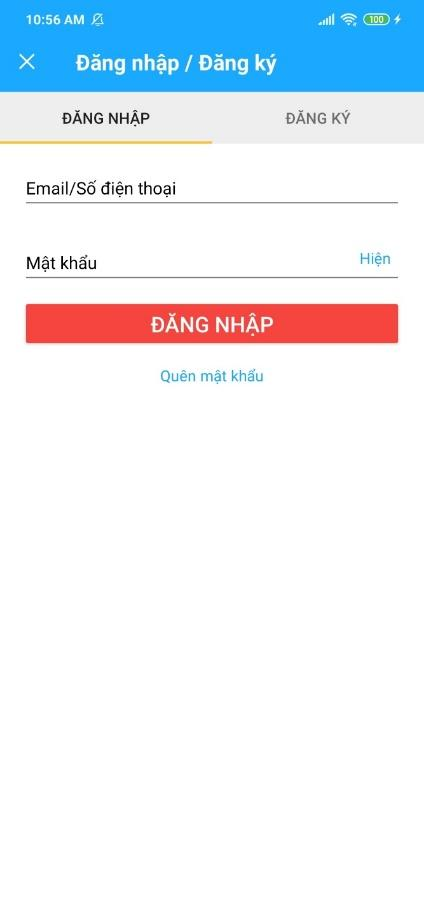 10:56 AM 100
Đăng nhập / Đăng ký
ĐĂNG NHẬP ĐĂNG KÝ
Email/Số điện thoại
Mật khẩu Hiện
ĐĂNG NHẬP
Quên mật khẩu